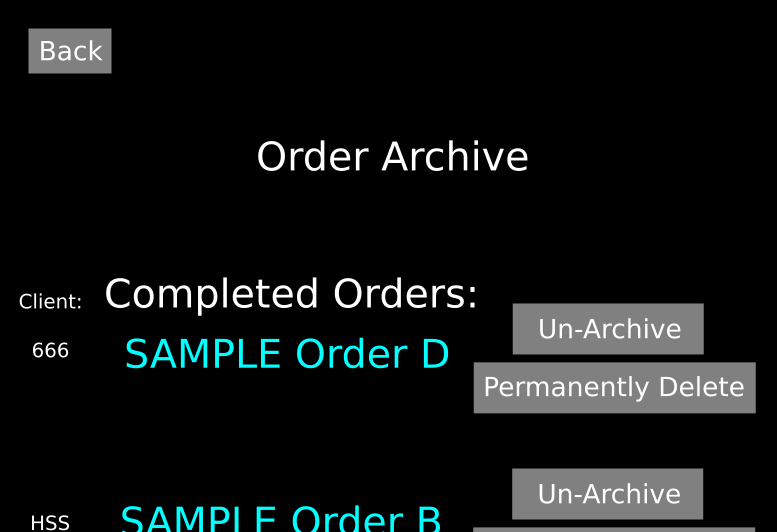 Back
Order Archive
Client:
Completed Orders:
666
SAMPLE Order D
Un-Archive
Permanently Delete
HSS
SAMPLE Order B
Un-Archive